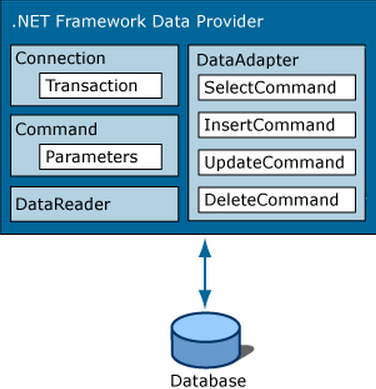 .NET Framework Data Provider
Connection
Transaction
Command
Parameters
DataReader
DataAdapter
SelectCommand
InsertCommand
UpdateCommand
DeleteCommand
Database